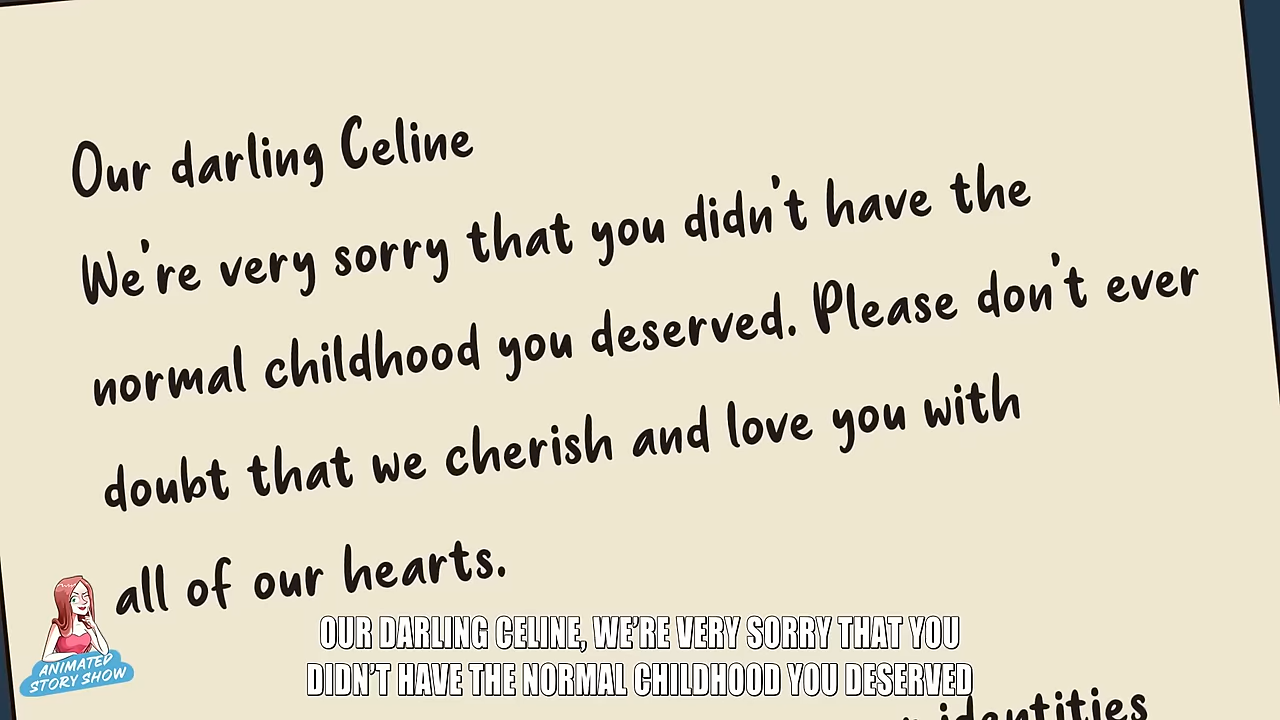 Our darling Celine
We're very sorry that you didn't have the
normal childhood you deserved. Please don't ever
doubt that we cherish and love you with
all of our hearts.
identities
ANIMATED
STORY SHOW
OUR DARLING CELINE, WE'RE VERY SORRY THAT YOU
DIDN'T HAVE THE NORMAL CHILDHOOD YOU DESERVED